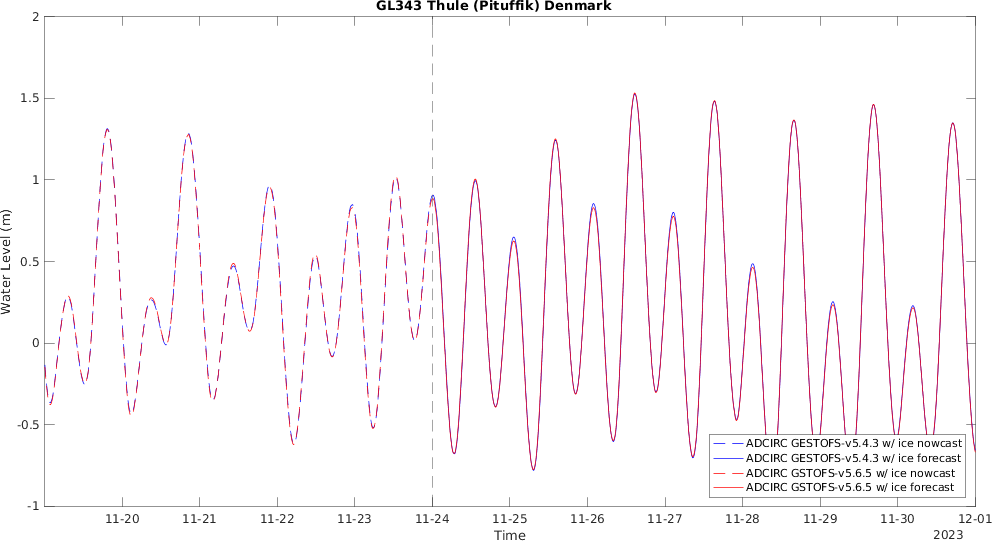 GL343 Thule (Pituffik) Denmark
2
1.5
1
0.5
0
-0.5
-1
Water Level (m)
11-20 11-21 11-22 11-23 11-24 11-25 11-26 11-27 11-28 11-29 11-30 12-01
Time
2023
ADCIRC GESTOFS-v5.4.3 w/ ice nowcast
ADCIRC GESTOFS-v5.4.3 w/ ice forecast
ADCIRC GSTOFS-v5.6.5 w/ ice nowcast
ADCIRC GSTOFS-v5.6.5 w/ ice forecast